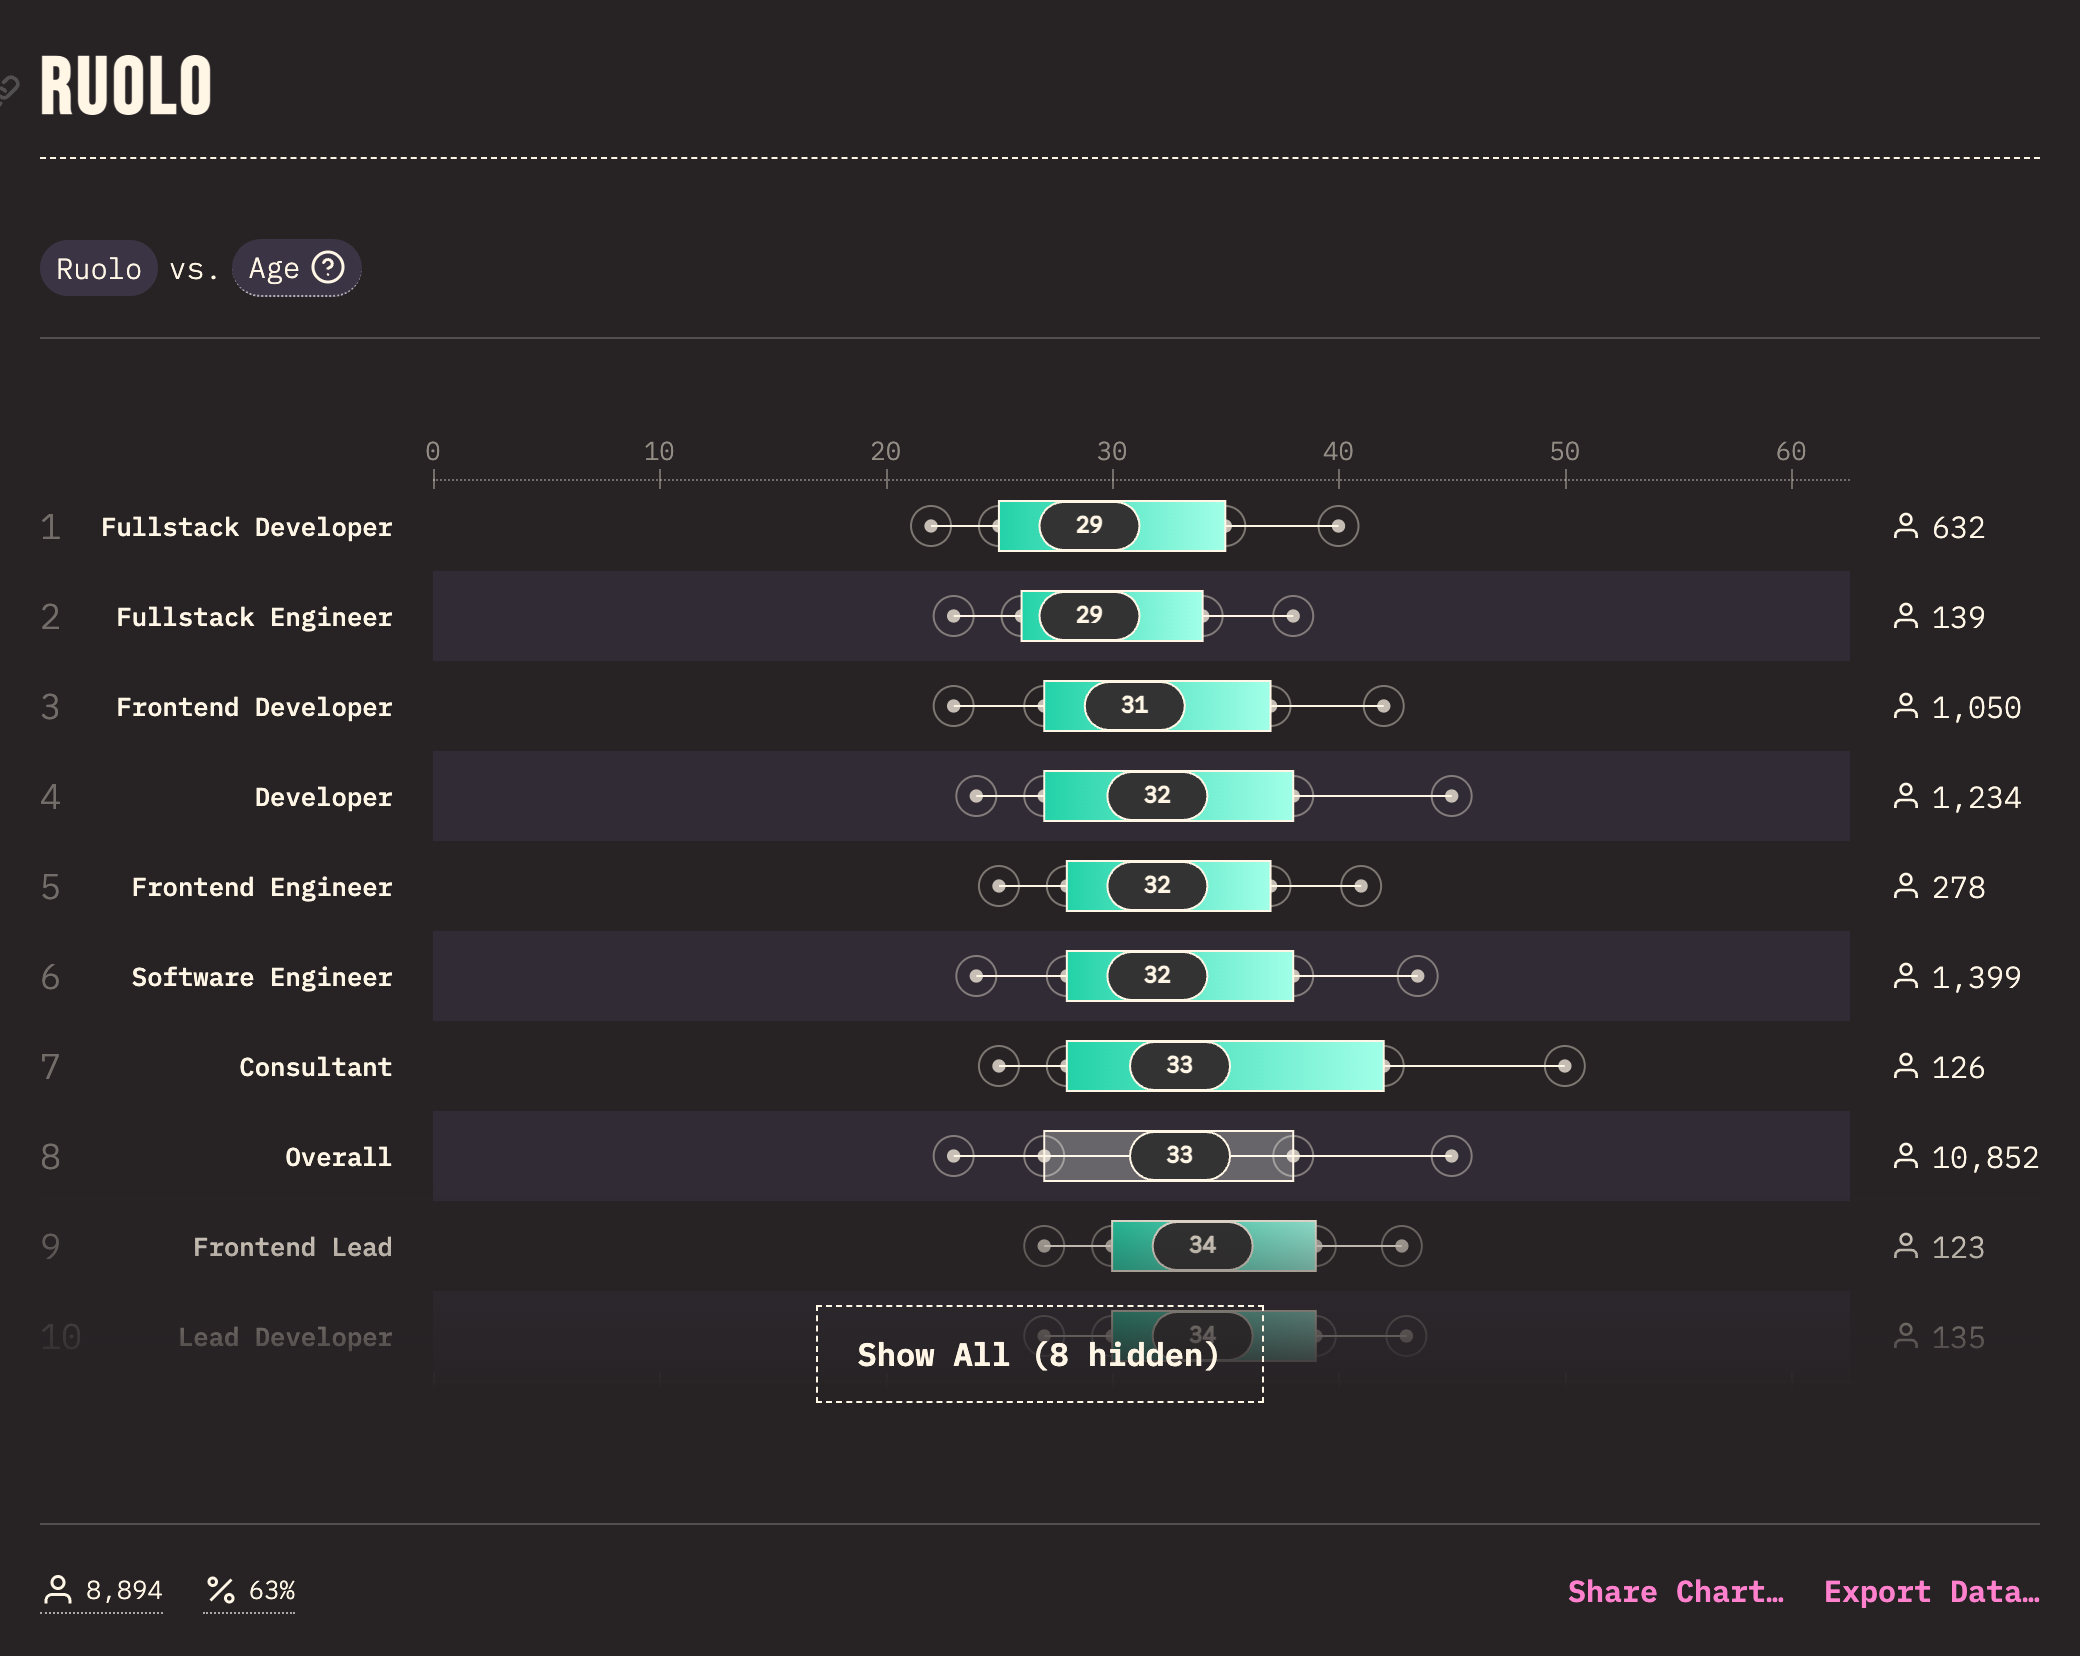 RUOLO
Ruolo vs. Age ?
0 10 20 30 40 50 60
1 Fullstack Developer 29 632
2 Fullstack Engineer 29 139
3 Frontend Developer 31 1,050
4 Developer 32 1,234
5 Frontend Engineer 32 278
6 Software Engineer 32 1,399
7 Consultant 33 126
8 Overall 33 10,852
9 Frontend Lead 34 123
10 Lead Developer 34 135
Show All (8 hidden)
8,894 % 63% Share Chart… Export Data…